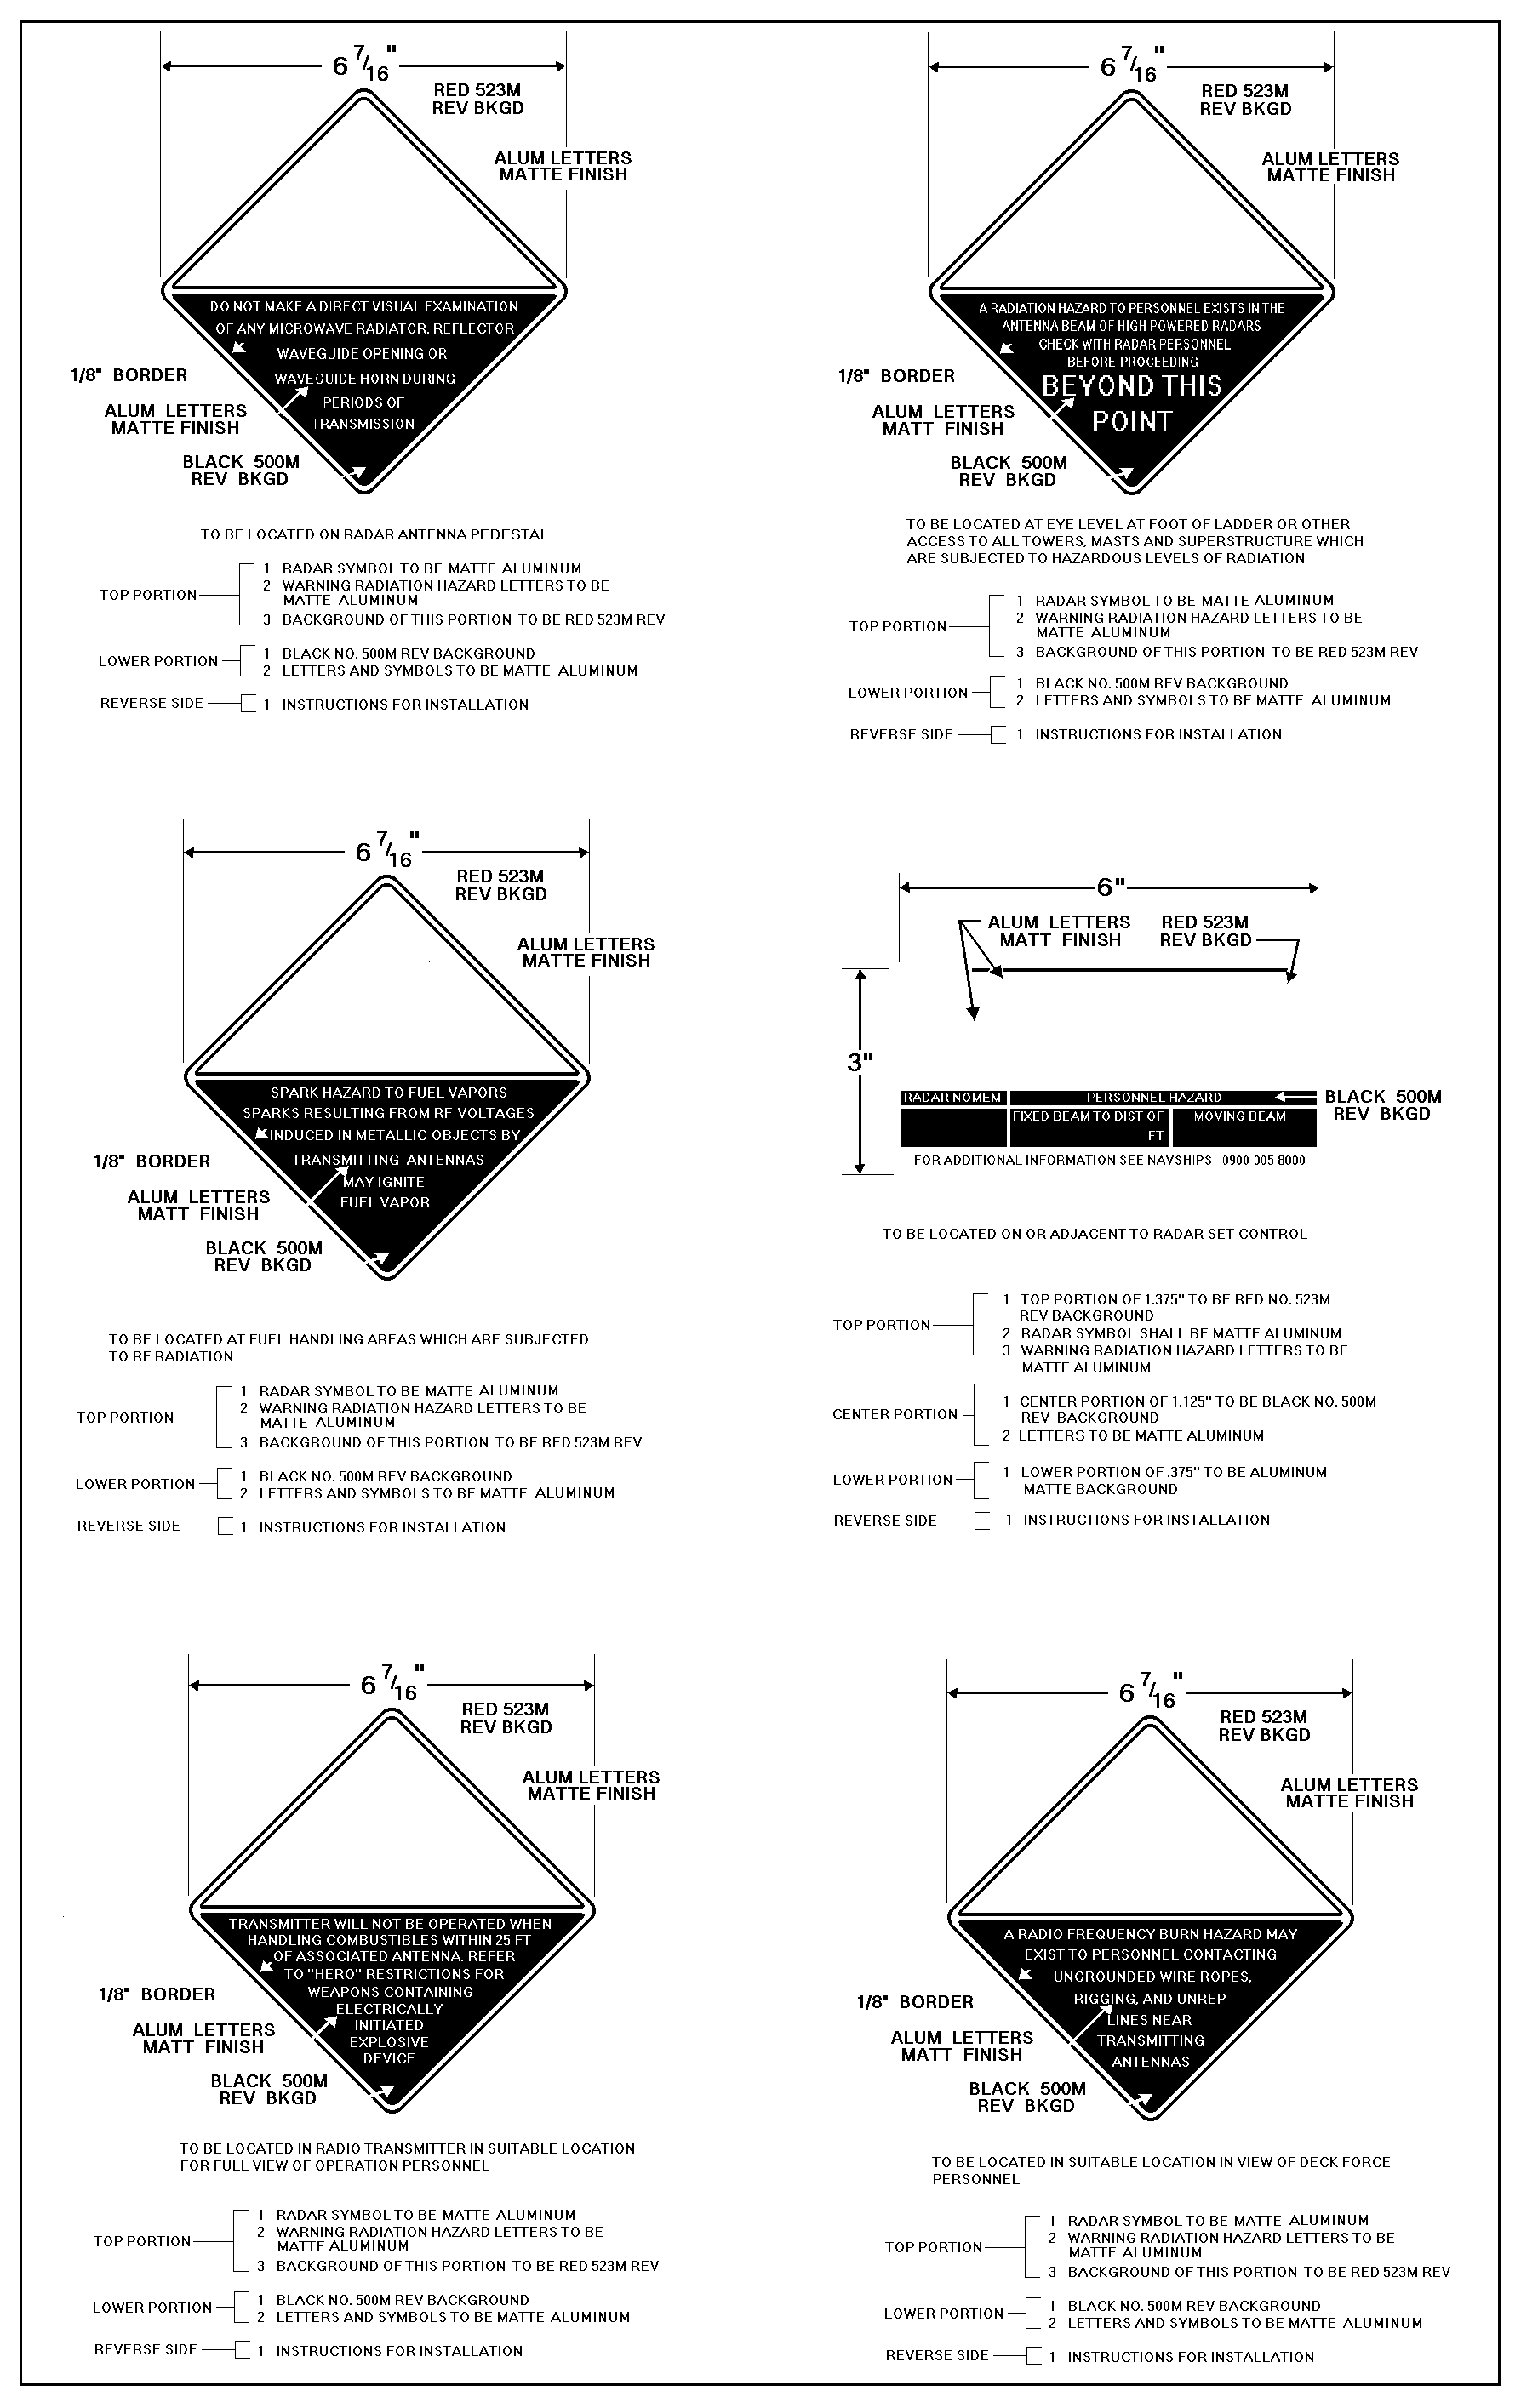 6 7/16"
RED 523M
REV BKGD
ALUM LETTERS
MATTE FINISH
DO NOT MAKE A DIRECT VISUAL EXAMINATION
OF ANY MICROWAVE RADIATOR, REFLECTOR
WAVEGUIDE OPENING OR
WAVEGUIDE HORN DURING
PERIODS OF
TRANSMISSION
1/8" BORDER
ALUM LETTERS
MATTE FINISH
BLACK 500M
REV BKGD
TO BE LOCATED ON RADAR ANTENNA PEDESTAL
TOP PORTION
1 RADAR SYMBOL TO BE MATTE ALUMINUM
2 WARNING RADIATION HAZARD LETTERS TO BE
MATTE ALUMINUM
3 BACKGROUND OF THIS PORTION TO BE RED 523M REV
LOWER PORTION
1 BLACK NO. 500M REV BACKGROUND
2 LETTERS AND SYMBOLS TO BE MATTE ALUMINUM
REVERSE SIDE
1 INSTRUCTIONS FOR INSTALLATION
6 7/16"
RED 523M
REV BKGD
ALUM LETTERS
MATTE FINISH
A RADIATION HAZARD TO PERSONNEL EXISTS IN THE
ANTENNA BEAM OF HIGH POWERED RADARS
CHECK WITH RADAR PERSONNEL
BEFORE PROCEEDING
BEYOND THIS
POINT
1/8" BORDER
ALUM LETTERS
MATT FINISH
BLACK 500M
REV BKGD
TO BE LOCATED AT EYE LEVEL AT FOOT OF LADDER OR OTHER
ACCESS TO ALL TOWERS, MASTS AND SUPERSTRUCTURE WHICH
ARE SUBJECTED TO HAZARDOUS LEVELS OF RADIATION
TOP PORTION
1 RADAR SYMBOL TO BE MATTE ALUMINUM
2 WARNING RADIATION HAZARD LETTERS TO BE
MATTE ALUMINUM
3 BACKGROUND OF THIS PORTION TO BE RED 523M REV
LOWER PORTION
1 BLACK NO. 500M REV BACKGROUND
2 LETTERS AND SYMBOLS TO BE MATTE ALUMINUM
REVERSE SIDE
1 INSTRUCTIONS FOR INSTALLATION
6 7/16"
RED 523M
REV BKGD
ALUM LETTERS
MATTE FINISH
SPARK HAZARD TO FUEL VAPORS
SPARKS RESULTING FROM RF VOLTAGES
INDUCED IN METALLIC OBJECTS BY
TRANSMITTING ANTENNAS
MAY IGNITE
FUEL VAPOR
1/8" BORDER
ALUM LETTERS
MATT FINISH
BLACK 500M
REV BKGD
TO BE LOCATED AT FUEL HANDLING AREAS WHICH ARE SUBJECTED
TO RF RADIATION
TOP PORTION
1 RADAR SYMBOL TO BE MATTE ALUMINUM
2 WARNING RADIATION HAZARD LETTERS TO BE
MATTE ALUMINUM
3 BACKGROUND OF THIS PORTION TO BE RED 523M REV
LOWER PORTION
1 BLACK NO. 500M REV BACKGROUND
2 LETTERS AND SYMBOLS TO BE MATTE ALUMINUM
REVERSE SIDE
1 INSTRUCTIONS FOR INSTALLATION
6"
ALUM LETTERS
MATT FINISH
RED 523M
REV BKGD
3"
RADAR NOMEM
PERSONNEL HAZARD
FIXED BEAM TO DIST OF
FT
MOVING BEAM
BLACK 500M
REV BKGD
FOR ADDITIONAL INFORMATION SEE NAVSHIPS - 0900-005-8000
TO BE LOCATED ON OR ADJACENT TO RADAR SET CONTROL
TOP PORTION
1 TOP PORTION OF 1.375" TO BE RED NO. 523M
REV BACKGROUND
2 RADAR SYMBOL SHALL BE MATTE ALUMINUM
3 WARNING RADIATION HAZARD LETTERS TO BE
MATTE ALUMINUM
CENTER PORTION
1 CENTER PORTION OF 1.125" TO BE BLACK NO. 500M
REV BACKGROUND
2 LETTERS TO BE MATTE ALUMINUM
LOWER PORTION
1 LOWER PORTION OF .375" TO BE ALUMINUM
MATTE BACKGROUND
REVERSE SIDE
1 INSTRUCTIONS FOR INSTALLATION
6 7/16"
RED 523M
REV BKGD
ALUM LETTERS
MATTE FINISH
TRANSMITTER WILL NOT BE OPERATED WHEN
HANDLING COMBUSTIBLES WITHIN 25 FT
OF ASSOCIATED ANTENNA. REFER
TO "HERO" RESTRICTIONS FOR
WEAPONS CONTAINING
ELECTRICALLY
INITIATED
EXPLOSIVE
DEVICE
1/8" BORDER
ALUM LETTERS
MATT FINISH
BLACK 500M
REV BKGD
TO BE LOCATED IN RADIO TRANSMITTER IN SUITABLE LOCATION
FOR FULL VIEW OF OPERATION PERSONNEL
TOP PORTION
1 RADAR SYMBOL TO BE MATTE ALUMINUM
2 WARNING RADIATION HAZARD LETTERS TO BE
MATTE ALUMINUM
3 BACKGROUND OF THIS PORTION TO BE RED 523M REV
LOWER PORTION
1 BLACK NO. 500M REV BACKGROUND
2 LETTERS AND SYMBOLS TO BE MATTE ALUMINUM
REVERSE SIDE
1 INSTRUCTIONS FOR INSTALLATION
6 7/16"
RED 523M
REV BKGD
ALUM LETTERS
MATTE FINISH
A RADIO FREQUENCY BURN HAZARD MAY
EXIST TO PERSONNEL CONTACTING
UNGROUNDED WIRE ROPES,
RIGGING, AND UNREP
LINES NEAR
TRANSMITTING
ANTENNAS
1/8" BORDER
ALUM LETTERS
MATT FINISH
BLACK 500M
REV BKGD
TO BE LOCATED IN SUITABLE LOCATION IN VIEW OF DECK FORCE
PERSONNEL
TOP PORTION
1 RADAR SYMBOL TO BE MATTE ALUMINUM
2 WARNING RADIATION HAZARD LETTERS TO BE
MATTE ALUMINUM
3 BACKGROUND OF THIS PORTION TO BE RED 523M REV
LOWER PORTION
1 BLACK NO. 500M REV BACKGROUND
2 LETTERS AND SYMBOLS TO BE MATTE ALUMINUM
REVERSE SIDE
1 INSTRUCTIONS FOR INSTALLATION